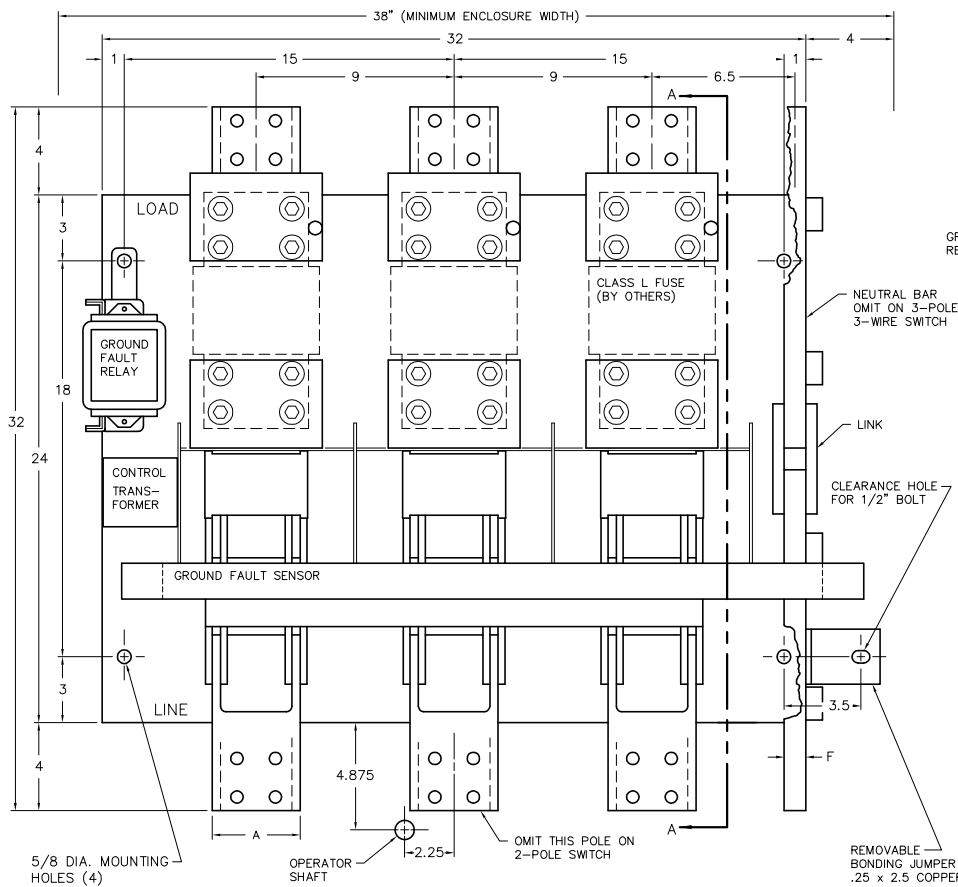 38" (MINIMUM ENCLOSURE WIDTH)
32
4
1
15
15
1
9
9
6.5
A
4
LOAD
3
GROUND
FAULT
RELAY
CLASS L FUSE
(BY OTHERS)
NEUTRAL BAR
OMIT ON 3-POLE
3-WIRE SWITCH
18
32
24
LINK
CONTROL
TRANS-
FORMER
CLEARANCE HOLE
FOR 1/2" BOLT
GROUND FAULT SENSOR
3
LINE
3.5
4
4.875
F
A
2.25
A
5/8 DIA. MOUNTING
HOLES (4)
OPERATOR
SHAFT
OMIT THIS POLE ON
2-POLE SWITCH
REMOVABLE
BONDING JUMPER
.25 x 2.5 COPPER